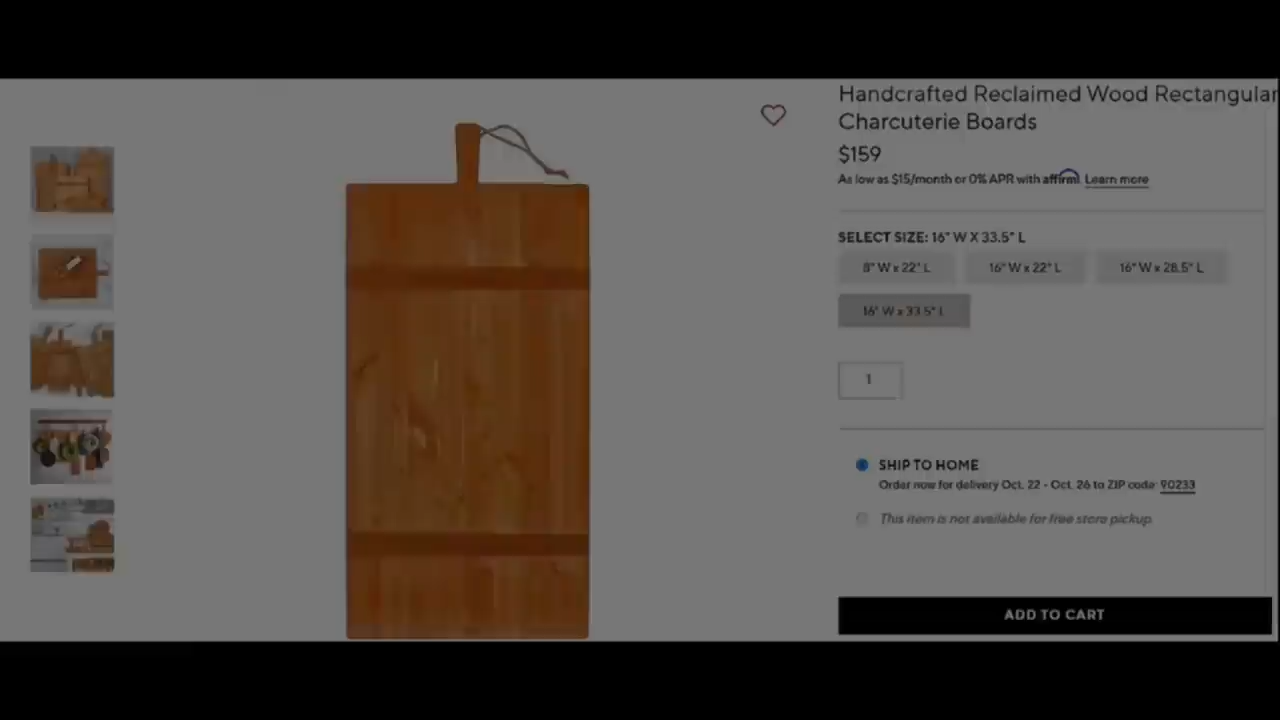 Handcrafted Reclaimed Wood Rectangular
Charcuterie Boards
$159
As low as $15/month or 0% APR with affirm. Learn more
SELECT SIZE: 16" W X 33.5" L
8" W x 22" L
16" W x 22" L
16" W x 28.5" L
16" W x 33.5" L
1
SHIP TO HOME
Order now for delivery Oct. 22 - Oct. 26 to ZIP code: 90233
This item is not available for free store pickup.
ADD TO CART